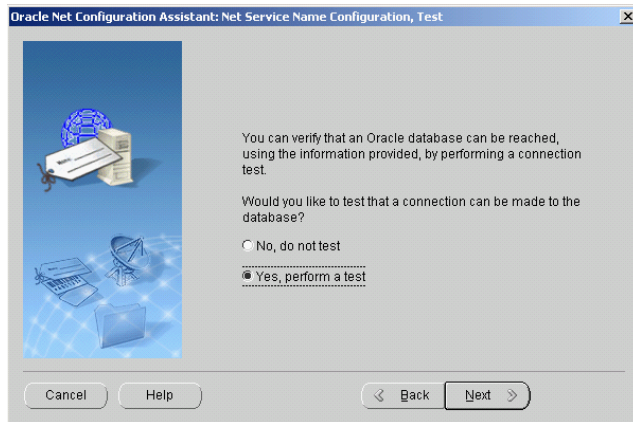 Oracle Net Configuration Assistant: Net Service Name Configuration, Test
You can verify that an Oracle database can be reached,
using the information provided, by performing a connection
test.
Would you like to test that a connection can be made to the
database?
No, do not test
Yes, perform a test
Cancel
Help
Back
Next